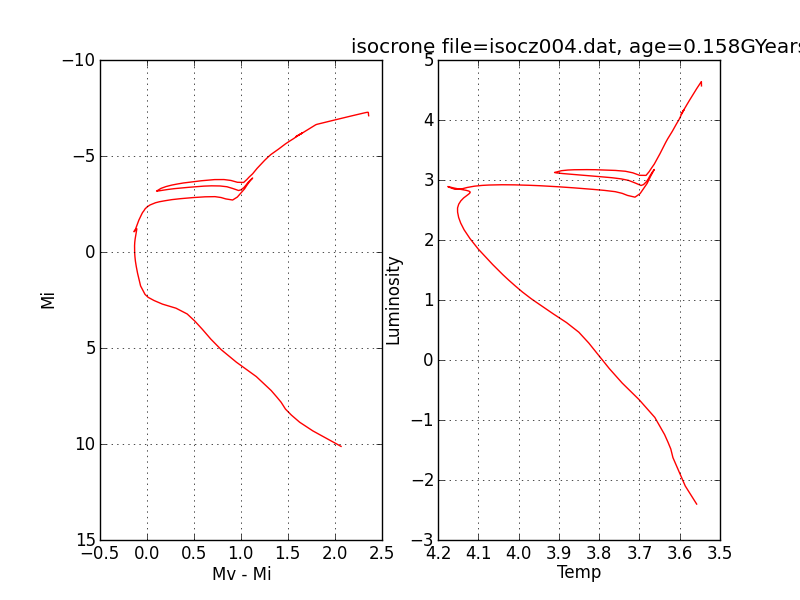 isocrone file=isocz004.dat, age=0.158GYears
−10
−5
0
5
10
15
Mi
−0.5 0.0 0.5 1.0 1.5 2.0 2.5
Mv - Mi
5
4
3
2
1
0
−1
−2
−3
Luminosity
4.2 4.1 4.0 3.9 3.8 3.7 3.6 3.5
Temp